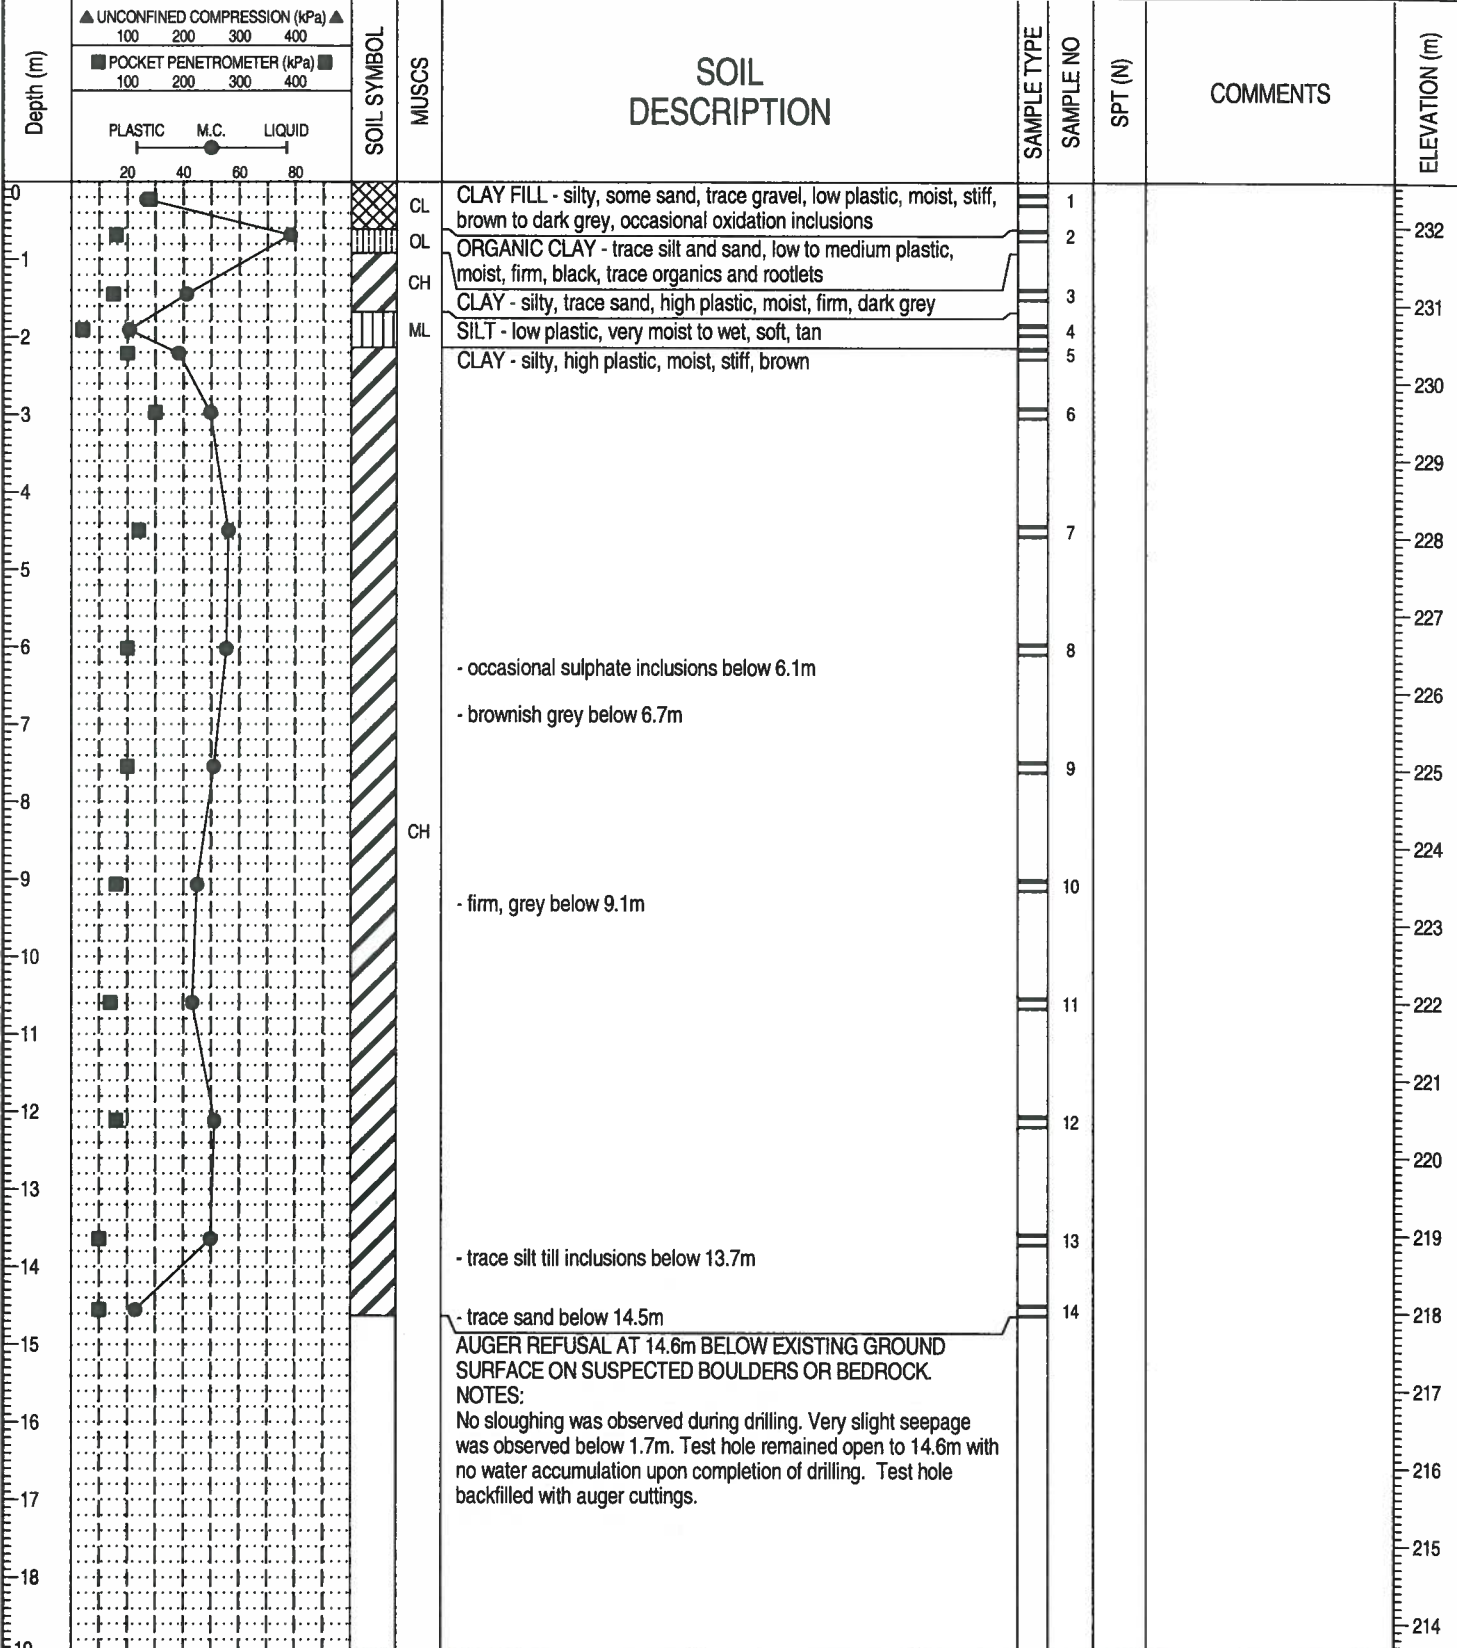 ▲ UNCONFINED COMPRESSION (kPa) ▲
100 200 300 400
■ POCKET PENETROMETER (kPa) ■
100 200 300 400
PLASTIC M.C. LIQUID
20 40 60 80
Depth (m)
SOIL SYMBOL
MUSCS
SOIL
DESCRIPTION
SAMPLE TYPE
SAMPLE NO
SPT (N)
COMMENTS
ELEVATION (m)
0
CL
CLAY FILL - silty, some sand, trace gravel, low plastic, moist, stiff,
brown to dark grey, occasional oxidation inclusions
1
OL
ORGANIC CLAY - trace silt and sand, low to medium plastic,
moist, firm, black, trace organics and rootlets
2
232
1
CH
CLAY - silty, trace sand, high plastic, moist, firm, dark grey
3
231
ML
SILT - low plastic, very moist to wet, soft, tan
4
2
CLAY - silty, high plastic, moist, stiff, brown
5
230
3
6
229
4
7
228
5
227
6
8
- occasional sulphate inclusions below 6.1m
226
- brownish grey below 6.7m
7
9
225
8
CH
224
9
10
- firm, grey below 9.1m
223
10
11
222
11
221
12
12
220
13
13
219
- trace silt till inclusions below 13.7m
14
- trace sand below 14.5m
14
218
15
AUGER REFUSAL AT 14.6m BELOW EXISTING GROUND
SURFACE ON SUSPECTED BOULDERS OR BEDROCK.
NOTES:
217
16
No sloughing was observed during drilling. Very slight seepage
was observed below 1.7m. Test hole remained open to 14.6m with
no water accumulation upon completion of drilling. Test hole
backfilled with auger cuttings.
216
17
215
18
214
19